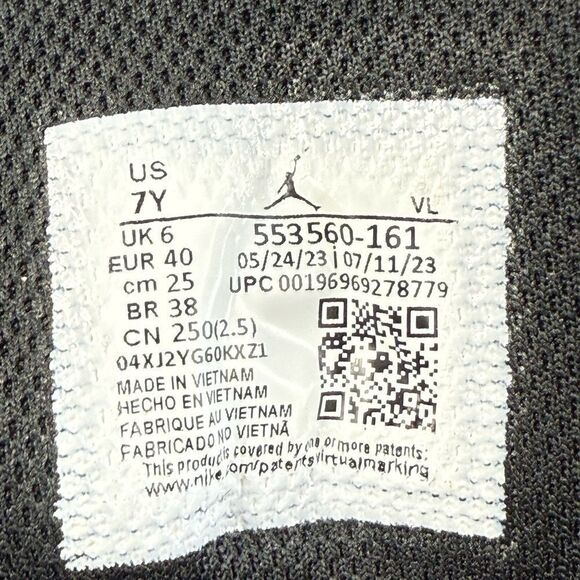 US
7Y
VL
UK 6
EUR 40
cm 25
BR 38
CN 250(2.5)
553560-161
05/24/23 | 07/11/23
UPC 00196969278779
04XJ2YG60KXZ1
MADE IN VIETNAM
HECHO EN VIETNAM
FABRIQUE AU VIETNAM
FABRICADO NO VIETNÃ
This product is covered by one or more patents:
www.nike.com/patentsvirtualmarking